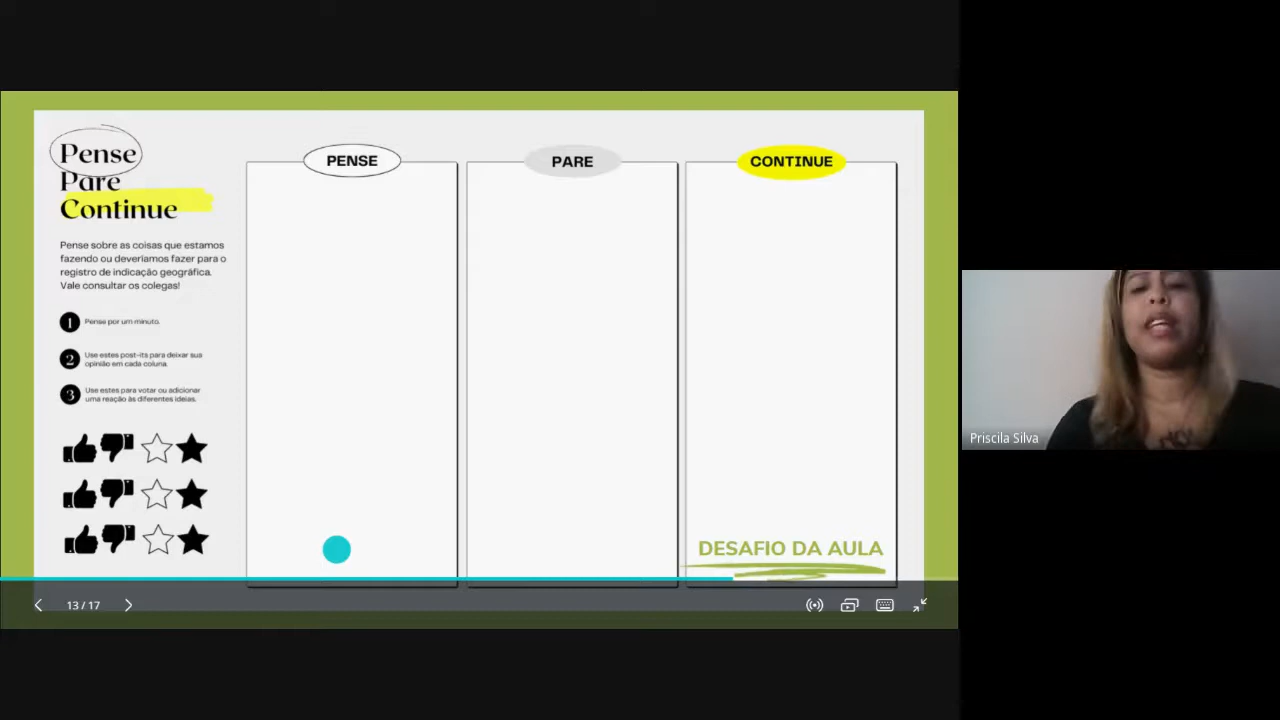 Pense
Pare
Continue
Pense sobre as coisas que estamos
fazendo ou deveríamos fazer para o
registro de indicação geográfica.
Vale consultar os colegas!
1 Pense por um minuto.
2 Use estes post-its para deixar sua
opinião em cada coluna.
3 Use estes para votar ou adicionar
uma reação às diferentes ideias.
PENSE
PARE
CONTINUE
DESAFIO DA AULA
13 / 17
Priscila Silva